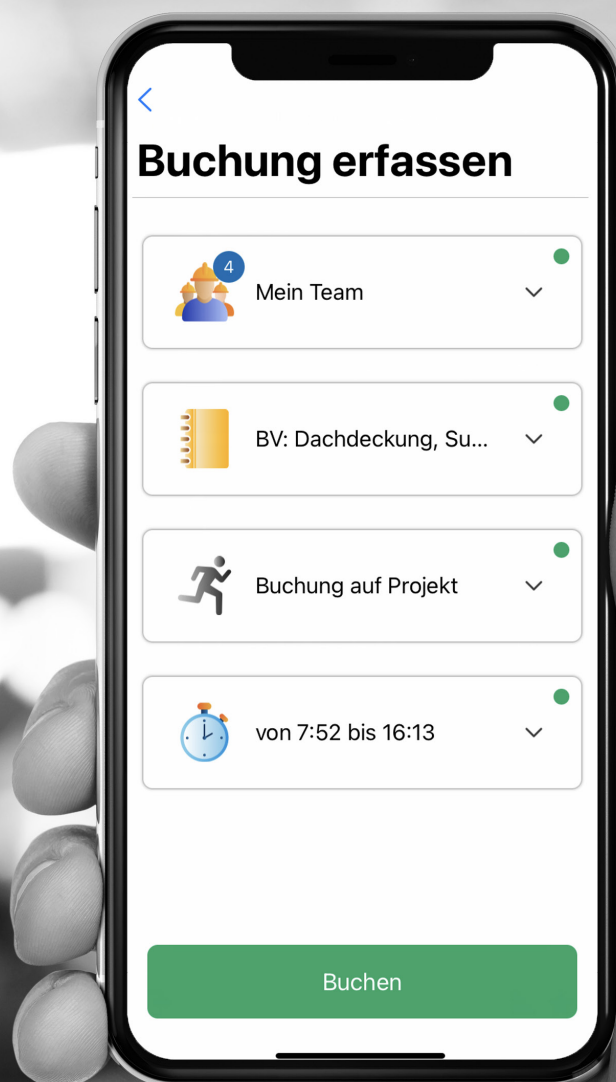 Buchung erfassen
4
Mein Team
BV: Dachdeckung, Su...
Buchung auf Projekt
von 7:52 bis 16:13
Buchen